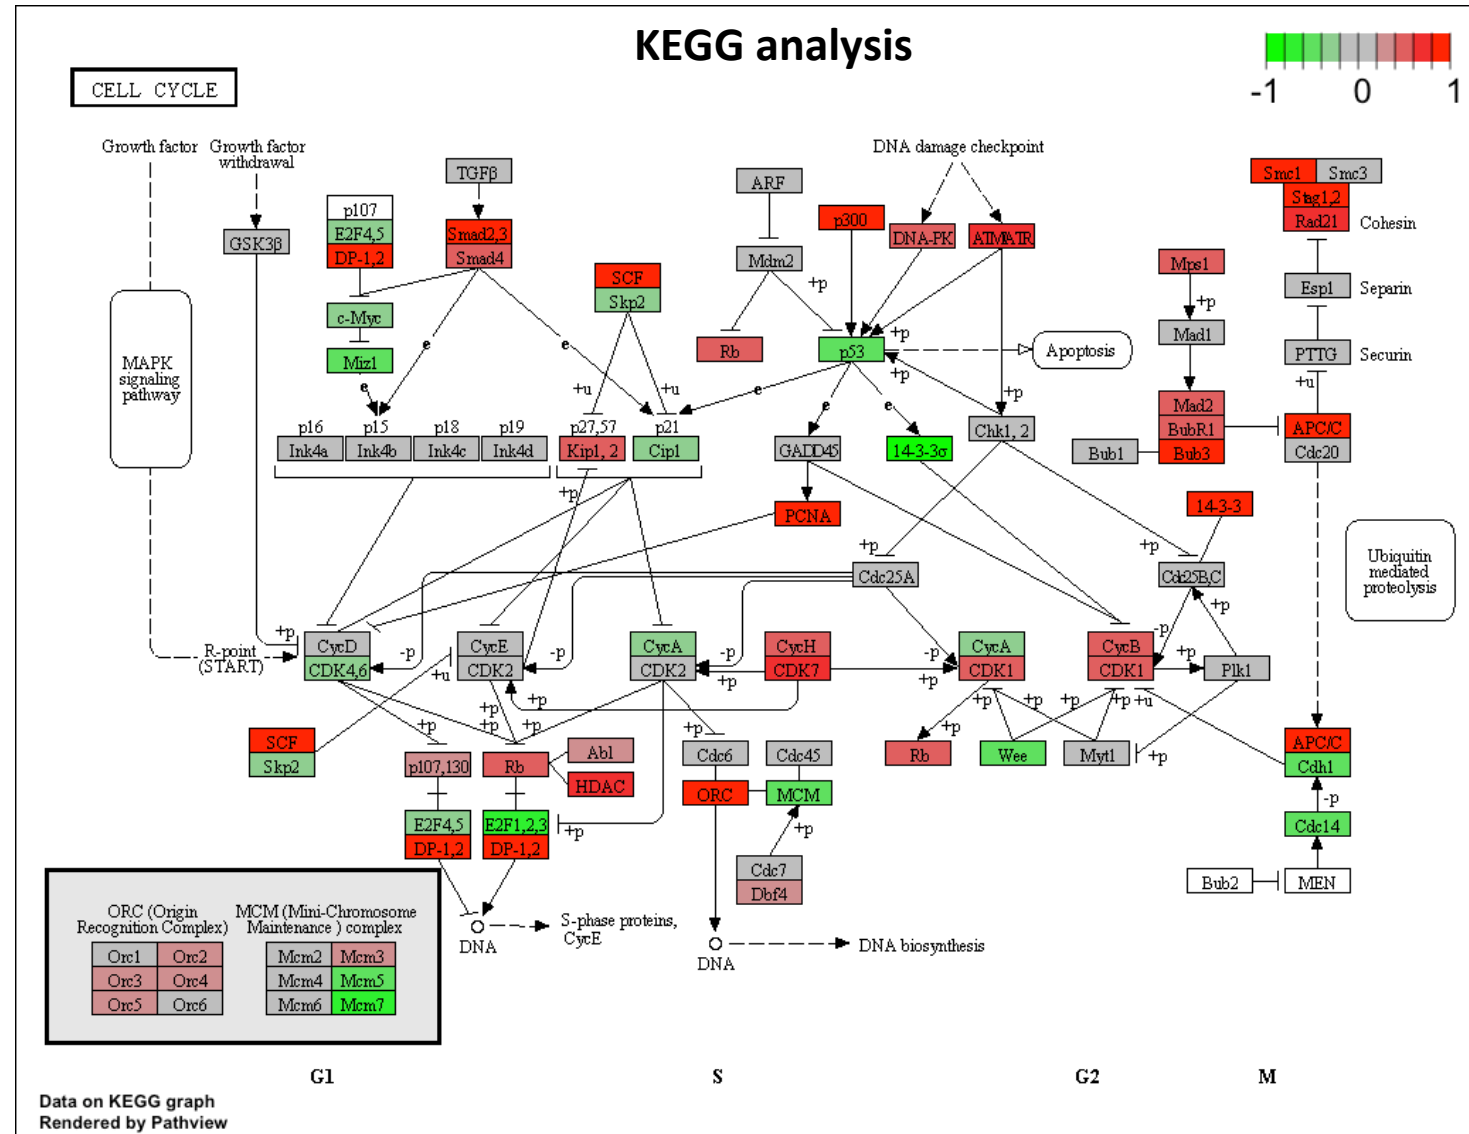 KEGG analysis
-1 0 1
CELL CYCLE
Growth factor
Growth factor
withdrawal
GSK3β
MAPK
signaling
pathway
R-point
(START)
p107
E2F4,5
DP-1,2
c-Myc
Miz1
e
TGFβ
Smad2,3
Smad4
e
e
SCF
Skp2
+u
+u
ARF
Mdm2
+p
Rb
p300
DNA damage checkpoint
DNA-PK
ATM/ATR
+p
p53
+p
Apoptosis
e
e
e
+p
p16
Ink4a
p15
Ink4b
p18
Ink4c
p19
Ink4d
p27,57
Kip1, 2
p21
Cip1
+p
GADD45
14-3-3σ
Chk1, 2
PCNA
+p
Cdc25A
+p
Cdc25B,C
14-3-3
Mps1
+p
Mad1
Mad2
BubR1
Bub3
Bub1
Smc1
Smc3
Stag1,2
Rad21
Cohesin
Esp1
Separin
PTTG
Securin
+u
APC/C
Cdc20
Ubiquitin
mediated
proteolysis
+p
CycD
CDK4,6
-p
+u
CycE
CDK2
-p
+p
CycA
CDK2
-p
+p
CycH
CDK7
-p
+p
CycA
CDK1
CycB
CDK1
-p
+p
+p
Plk1
+p
+p
+p
+p
+p
+p
+p
+p
+p
+u
SCF
Skp2
p107,130
Rb
Abl
HDAC
E2F4,5
DP-1,2
E2F1,2,3
DP-1,2
+p
Cdc6
Cdc45
ORC
MCM
+p
Cdc7
Dbf4
Rb
Wee
Myt1
+p
APC/C
Cdh1
-p
Cdc14
Bub2
MEN
DNA
S-phase proteins,
CycE
DNA
DNA biosynthesis
ORC (Origin
Recognition Complex)
Orc1 Orc2
Orc3 Orc4
Orc5 Orc6
MCM (Mini-Chromosome
Maintenance ) complex
Mcm2 Mcm3
Mcm4 Mcm5
Mcm6 Mcm7
G1 S G2 M
Data on KEGG graph
Rendered by Pathview